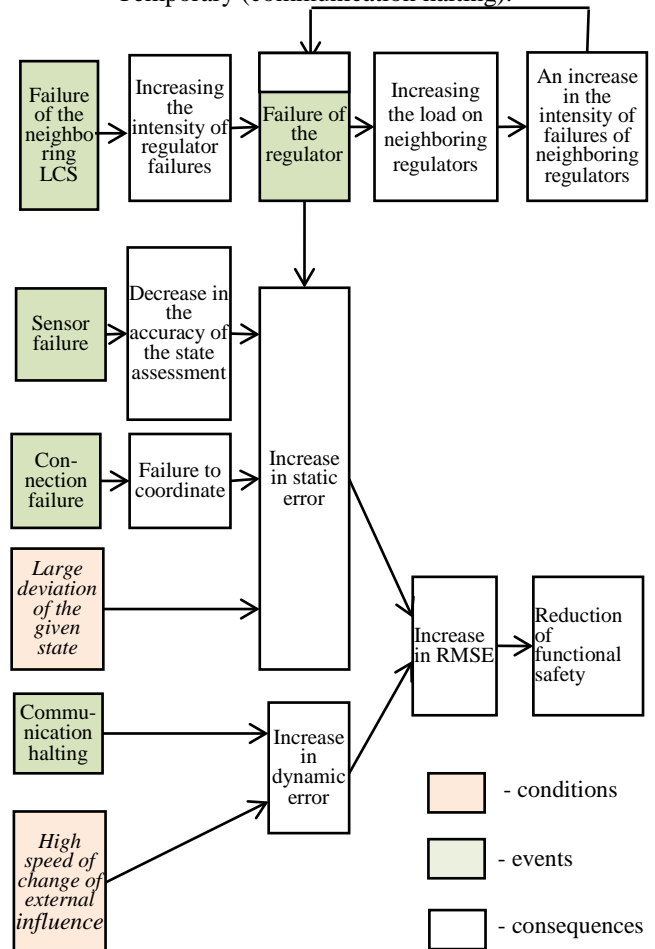 Temporary (communication halting).
Failure
of the
neighbo
ring
LCS
Increasing
the
intensity of
regulator
failures
Failure of
the
regulator
Increasing
the load on
neighboring
regulators
An increase
in the
intensity of
failures of
neighboring
regulators
Sensor
failure
Decrease in
the
accuracy of
the state
assessment
Con-
nection
failure
Failure to
coordinate
Increase
in static
error
Large
deviation
of the
given
state
Increase
in RMSE
Reduction
of
functional
safety
Commu-
nication
halting
Increase
in
dynamic
error
High
speed of
change of
external
influence
- conditions
- events
- consequences